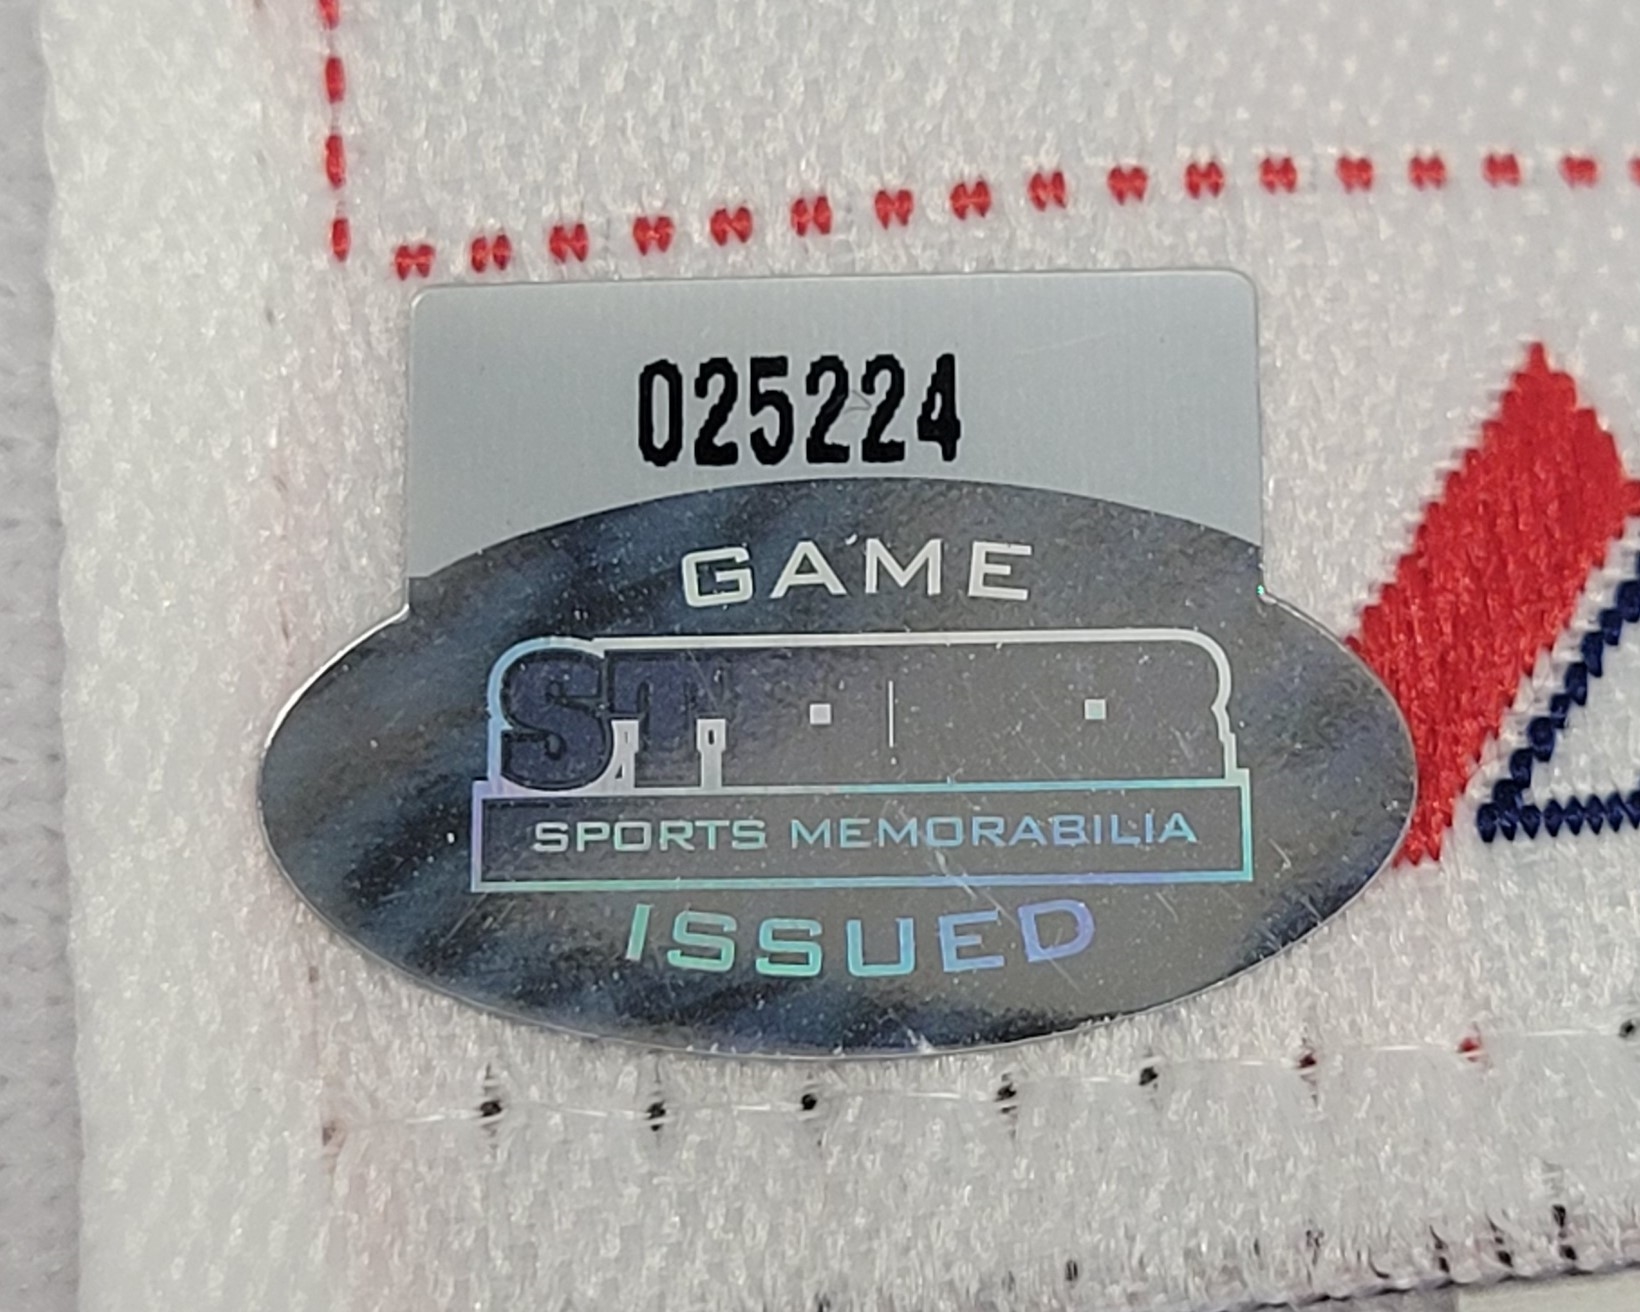 025224
GAME
SPORTS MEMORABILIA
ISSUED